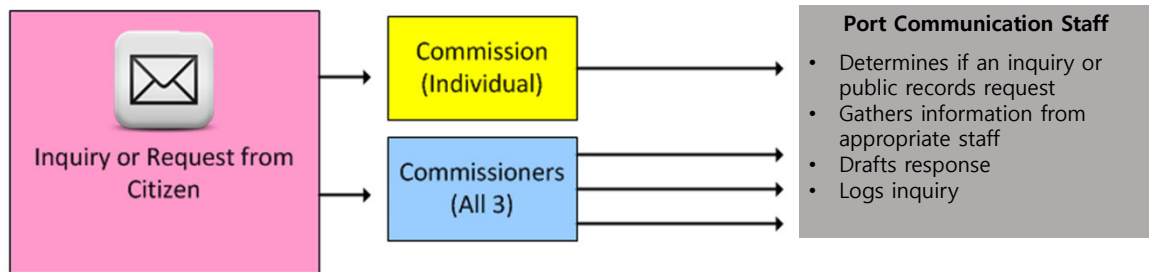 Inquiry or Request from
Citizen
Commission
(Individual)
Commissioners
(All 3)
Port Communication Staff
• Determines if an inquiry or
public records request
• Gathers information from
appropriate staff
• Drafts response
• Logs inquiry